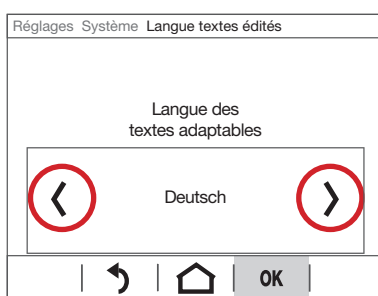 Réglages Système Langue textes édités
Langue des
textes adaptables
Deutsch
OK